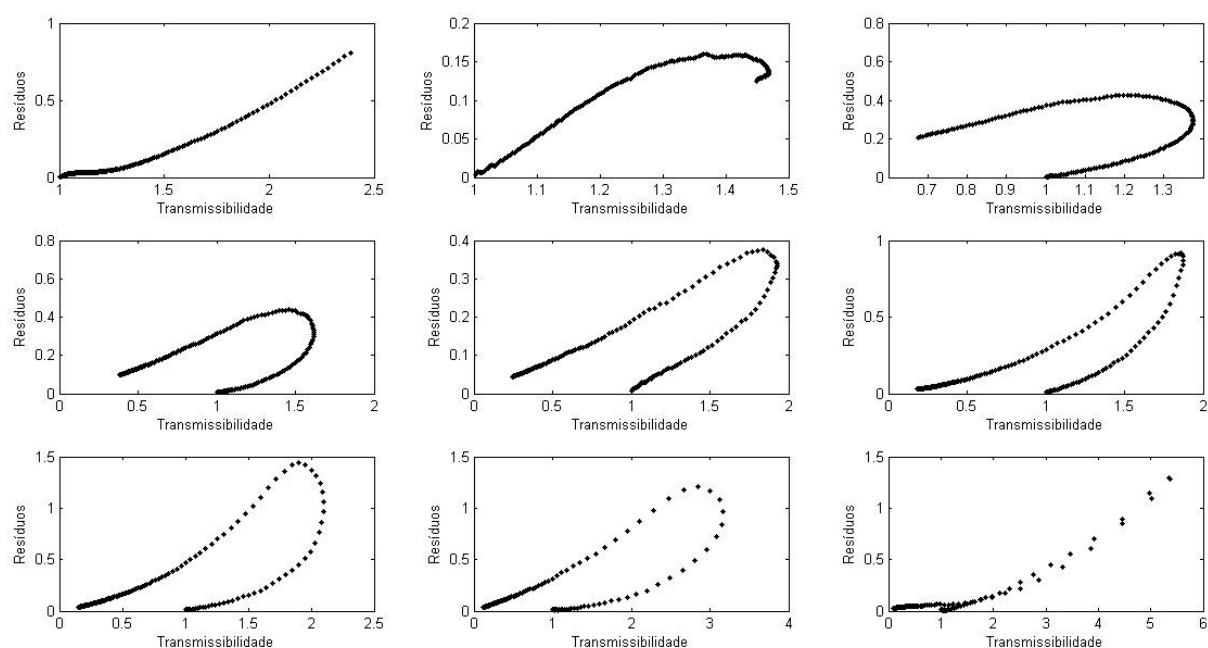 1
0.5
0
Resíduos
1 1.5 2 2.5
Transmissibilidade
0.2
0.15
0.1
0.05
0
Resíduos
1 1.1 1.2 1.3 1.4 1.5
Transmissibilidade
0.8
0.6
0.4
0.2
0
Resíduos
0.7 0.8 0.9 1 1.1 1.2 1.3
Transmissibilidade
0.8
0.6
0.4
0.2
0
Resíduos
0 0.5 1 1.5 2
Transmissibilidade
0.4
0.3
0.2
0.1
0
Resíduos
0 0.5 1 1.5 2
Transmissibilidade
1
0.5
0
Resíduos
0 0.5 1 1.5 2
Transmissibilidade
1.5
1
0.5
0
Resíduos
0 0.5 1 1.5 2 2.5
Transmissibilidade
1.5
1
0.5
0
Resíduos
0 1 2 3 4
Transmissibilidade
1.5
1
0.5
0
Resíduos
0 1 2 3 4 5 6
Transmissibilidade